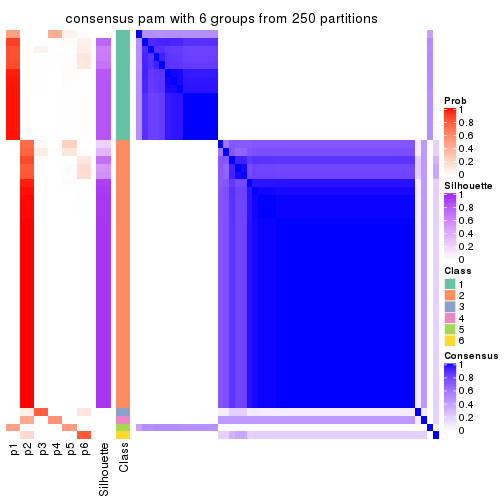 consensus pam with 6 groups from 250 partitions
Prob
1
0.8
0.6
0.4
0.2
0
Silhouette
1
0.8
0.6
0.4
0.2
0
Class
1
2
3
4
5
6
Consensus
1
0.8
0.6
0.4
0.2
0
p1
p2
p3
p4
p5
p6
Silhouette
Class